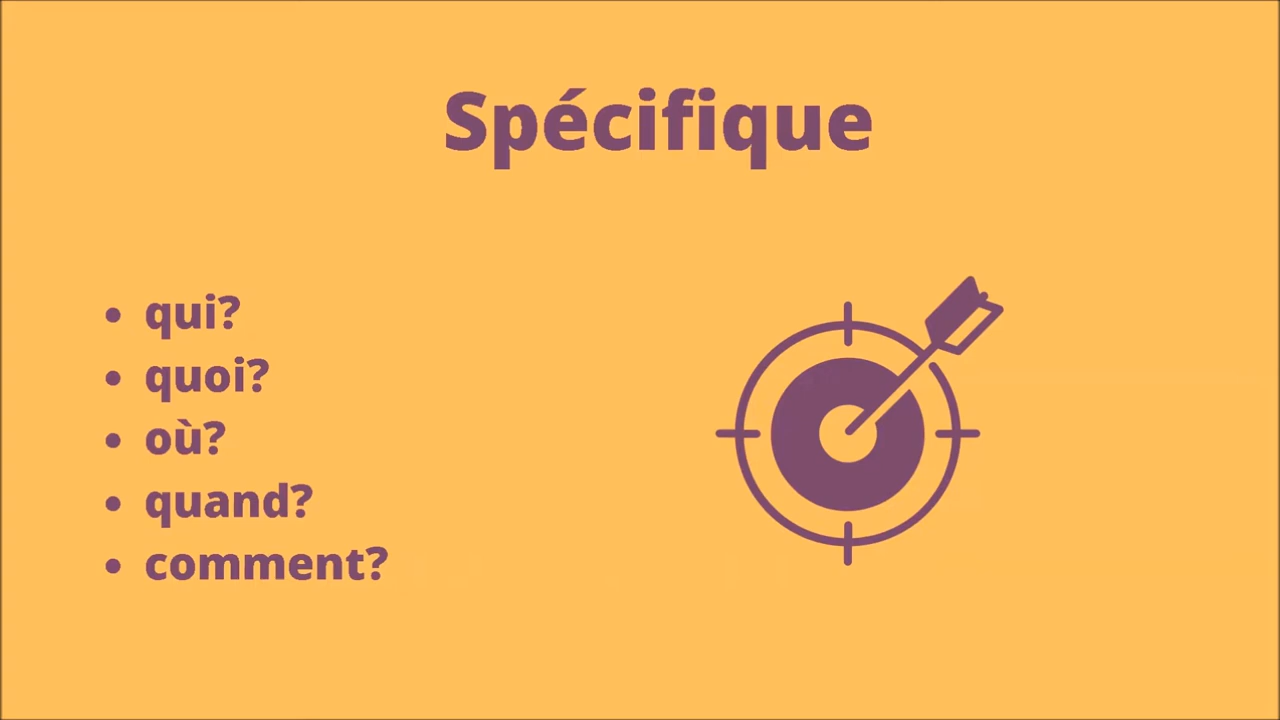 Spécifique
• qui?
• quoi?
• où?
• quand?
• comment?